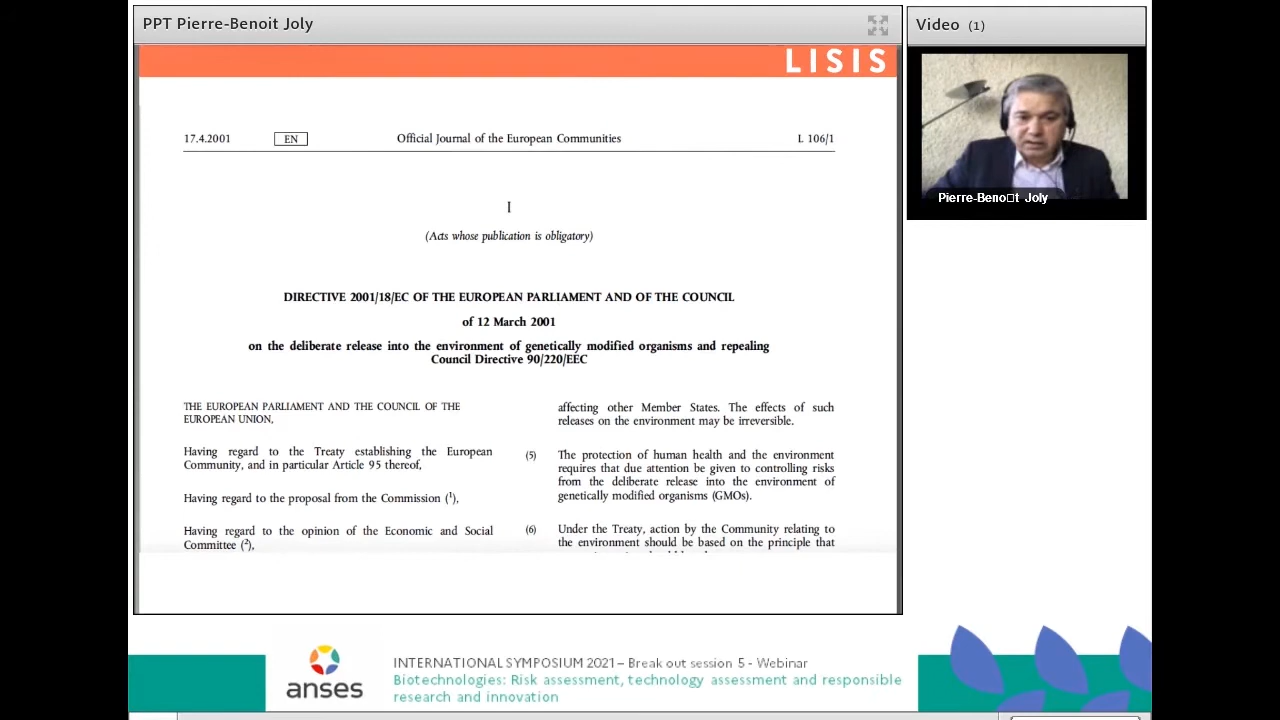 PPT Pierre-Benoit Joly
Video (1)
LISIS
17.4.2001 EN Official Journal of the European Communities L 106/1
I
(Acts whose publication is obligatory)
DIRECTIVE 2001/18/EC OF THE EUROPEAN PARLIAMENT AND OF THE COUNCIL
of 12 March 2001
on the deliberate release into the environment of genetically modified organisms and repealing
Council Directive 90/220/EEC
THE EUROPEAN PARLIAMENT AND THE COUNCIL OF THE
EUROPEAN UNION,
Having regard to the Treaty establishing the European
Community, and in particular Article 95 thereof,
Having regard to the proposal from the Commission (1),
Having regard to the opinion of the Economic and Social
Committee (2),
affecting other Member States. The effects of such
releases on the environment may be irreversible.
(5) The protection of human health and the environment
requires that due attention be given to controlling risks
from the deliberate release into the environment of
genetically modified organisms (GMOs).
(6) Under the Treaty, action by the Community relating to
the environment should be based on the principle that
Pierre-Beno□t Joly
anses
INTERNATIONAL SYMPOSIUM 2021 – Break out session 5 - Webinar
Biotechnologies: Risk assessment, technology assessment and responsible
research and innovation